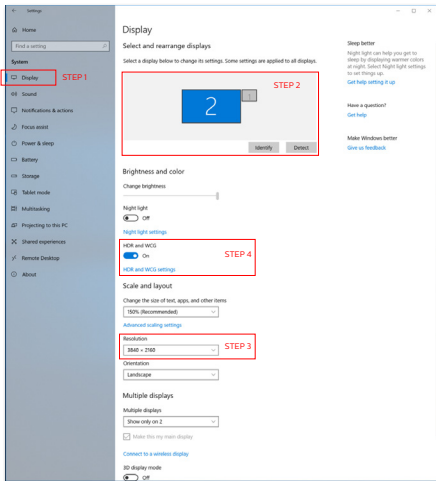 Settings
Home
Find a setting
System
Display
STEP 1
Sound
Notifications & actions
Focus assist
Power & sleep
Battery
Storage
Tablet mode
Multitasking
Projecting to this PC
Shared experiences
Remote Desktop
About
Display
Select and rearrange displays
Select a display below to change its settings. Some settings are applied to all displays.
STEP 2
2
1
Identify
Detect
Brightness and color
Change brightness
Night light
Off
Night light settings
HDR and WCG
On
STEP 4
HDR and WCG settings
Scale and layout
Change the size of text, apps, and other items
150% (Recommended)
Advanced scaling settings
Resolution
3840 × 2160
STEP 3
Orientation
Landscape
Multiple displays
Multiple displays
Show only on 2
Make this my main display
Connect to a wireless display
3D display mode
Off
Sleep better
Night light can help you get to
sleep by displaying warmer colors
at night. Select Night light settings
to set things up.
Get help setting it up
Have a question?
Get help
Make Windows better
Give us feedback